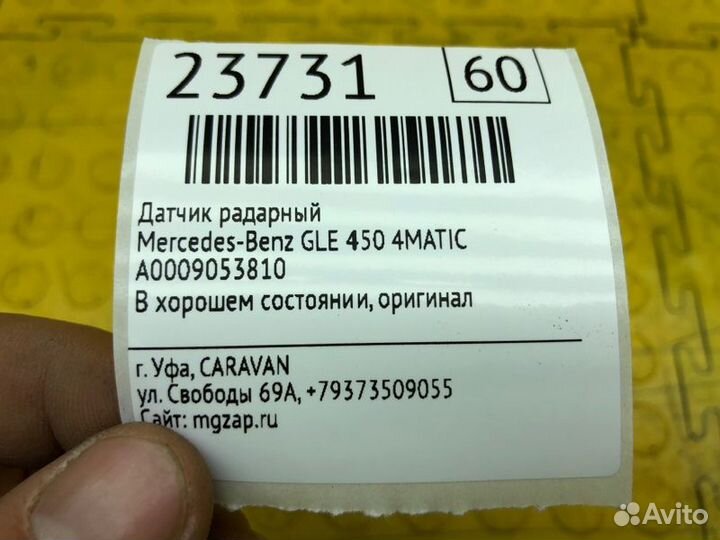 23731
60
Датчик радарный
Mercedes-Benz GLE 450 4MATIC
A0009053810
В хорошем состоянии, оригинал
г. Уфа, CARAVAN
ул. Свободы 69А, +79373509055
Сайт: mgzap.ru
Avito